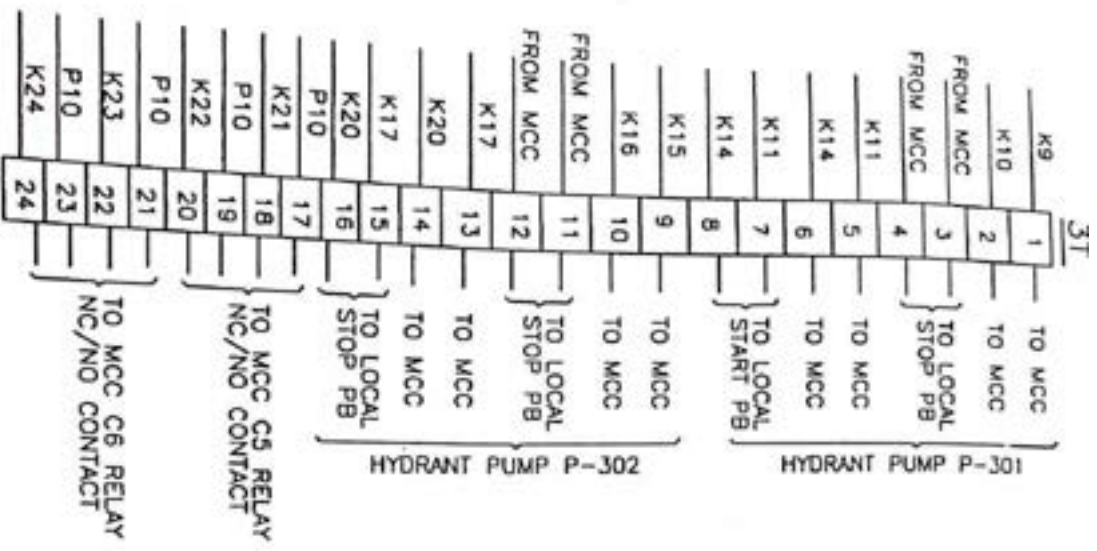 3T
K9 1 TO MCC
K10 2 TO MCC
FROM MCC 3 TO LOCAL
FROM MCC 4 STOP PB
K11 5 TO MCC
K14 6 TO MCC
K11 7 TO LOCAL
K14 8 START PB
HYDRANT PUMP P-301
K15 9 TO MCC
K16 10 TO MCC
FROM MCC 11 TO LOCAL
FROM MCC 12 STOP PB
K17 13 TO MCC
K20 14 TO MCC
K17 15 TO LOCAL
K20 16 STOP PB
HYDRANT PUMP P-302
P10 17
K21 18 TO MCC C5 RELAY
P10 19 NC/NO CONTACT
K22 20
P10 21
K23 22 TO MCC C6 RELAY
P10 23 NC/NO CONTACT
K24 24